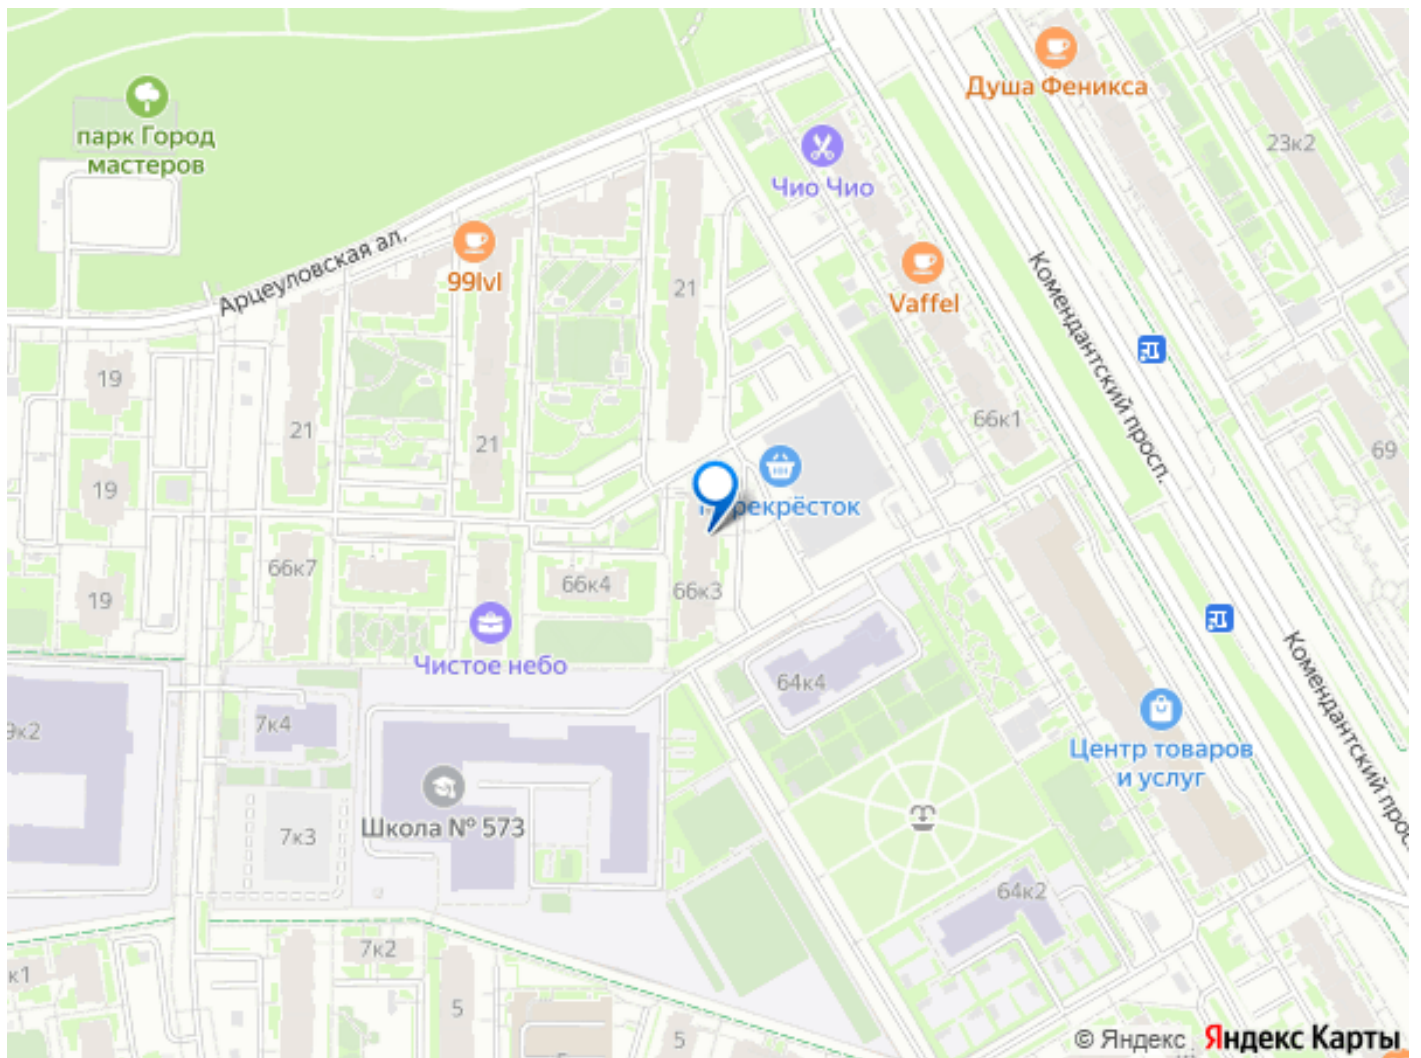 Душа Феникса
парк Город
мастеров
23к2
Чио Чио
Арцеуловская ал.
99lvl
21
Vaffel
Комендантский просп.
19
21
21
66к1
69
19
Перекрёсток
66к7
66к4
66к3
19
Чистое небо
64к4
Комендантский прос
9к2
7к4
Центр товаров
и услуг
Школа № 573
7к3
64к2
7к2
к1
5
5
© Яндекс Яндекс Карты